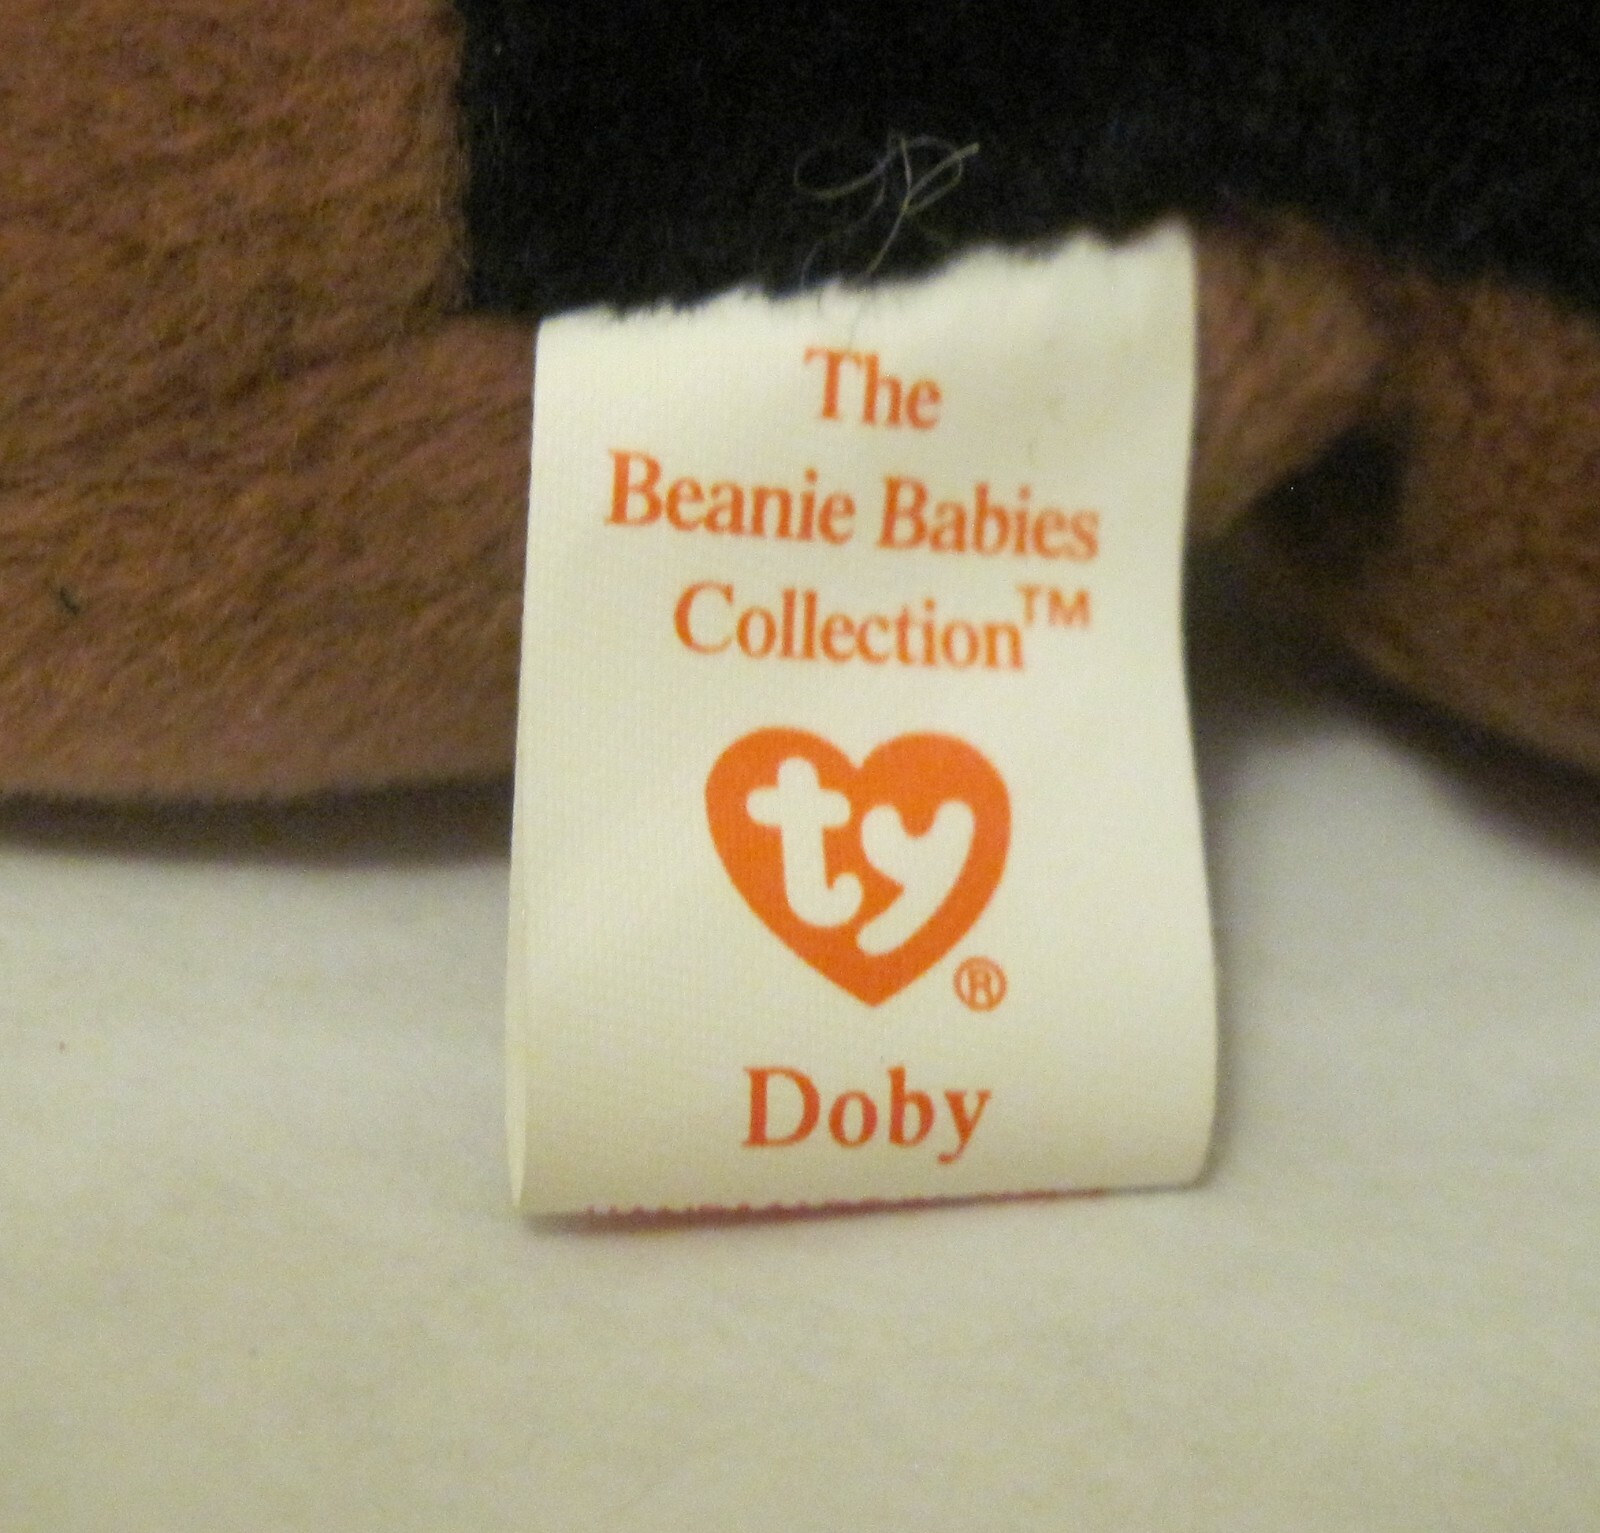 The
Beanie Babies
Collection™
ty®
Doby